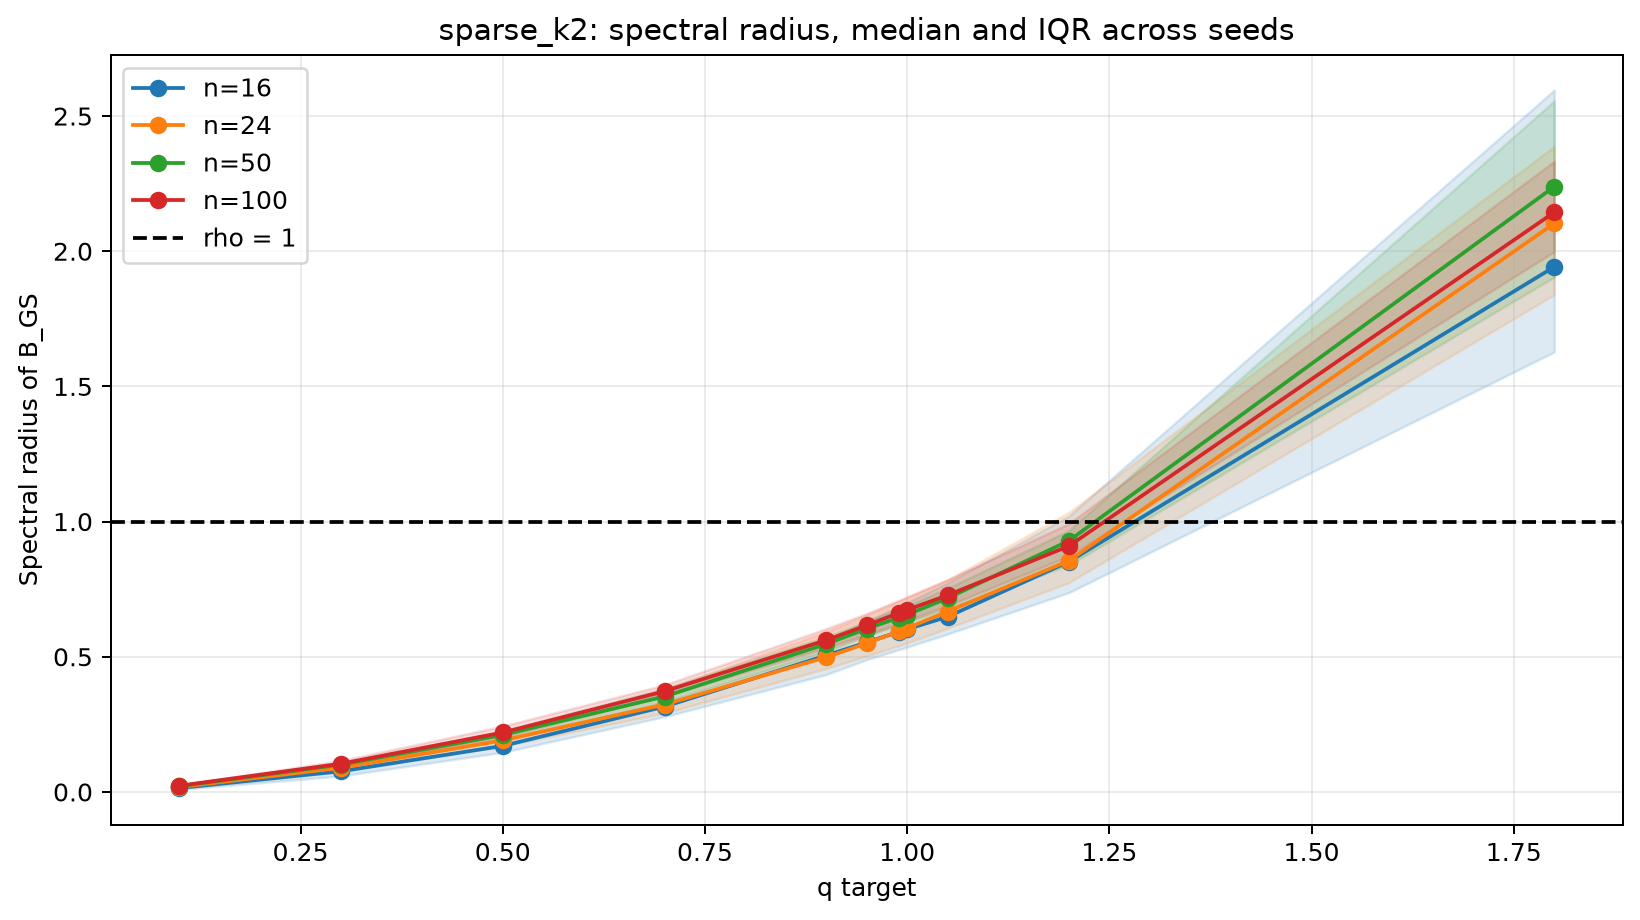 sparse_k2: spectral radius, median and IQR across seeds
n=16
n=24
n=50
n=100
rho = 1
Spectral radius of B_GS
2.5
2.0
1.5
1.0
0.5
0.0
0.25 0.50 0.75 1.00 1.25 1.50 1.75
q target